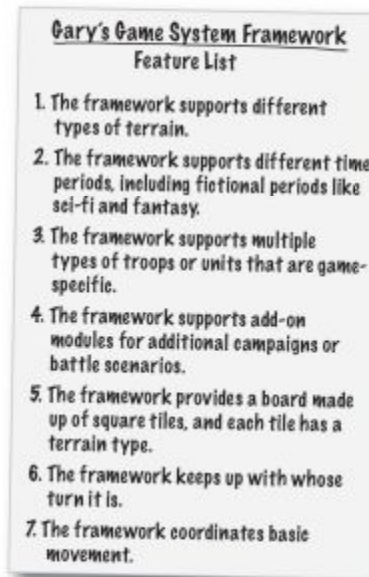 Gary's Game System Framework
Feature List
1. The framework supports different
types of terrain.
2. The framework supports different time
periods, including fictional periods like
sci-fi and fantasy.
3. The framework supports multiple
types of troops or units that are game-
specific.
4. The framework supports add-on
modules for additional campaigns or
battle scenarios.
5. The framework provides a board made
up of square tiles, and each tile has a
terrain type.
6. The framework keeps up with whose
turn it is.
7. The framework coordinates basic
movement.